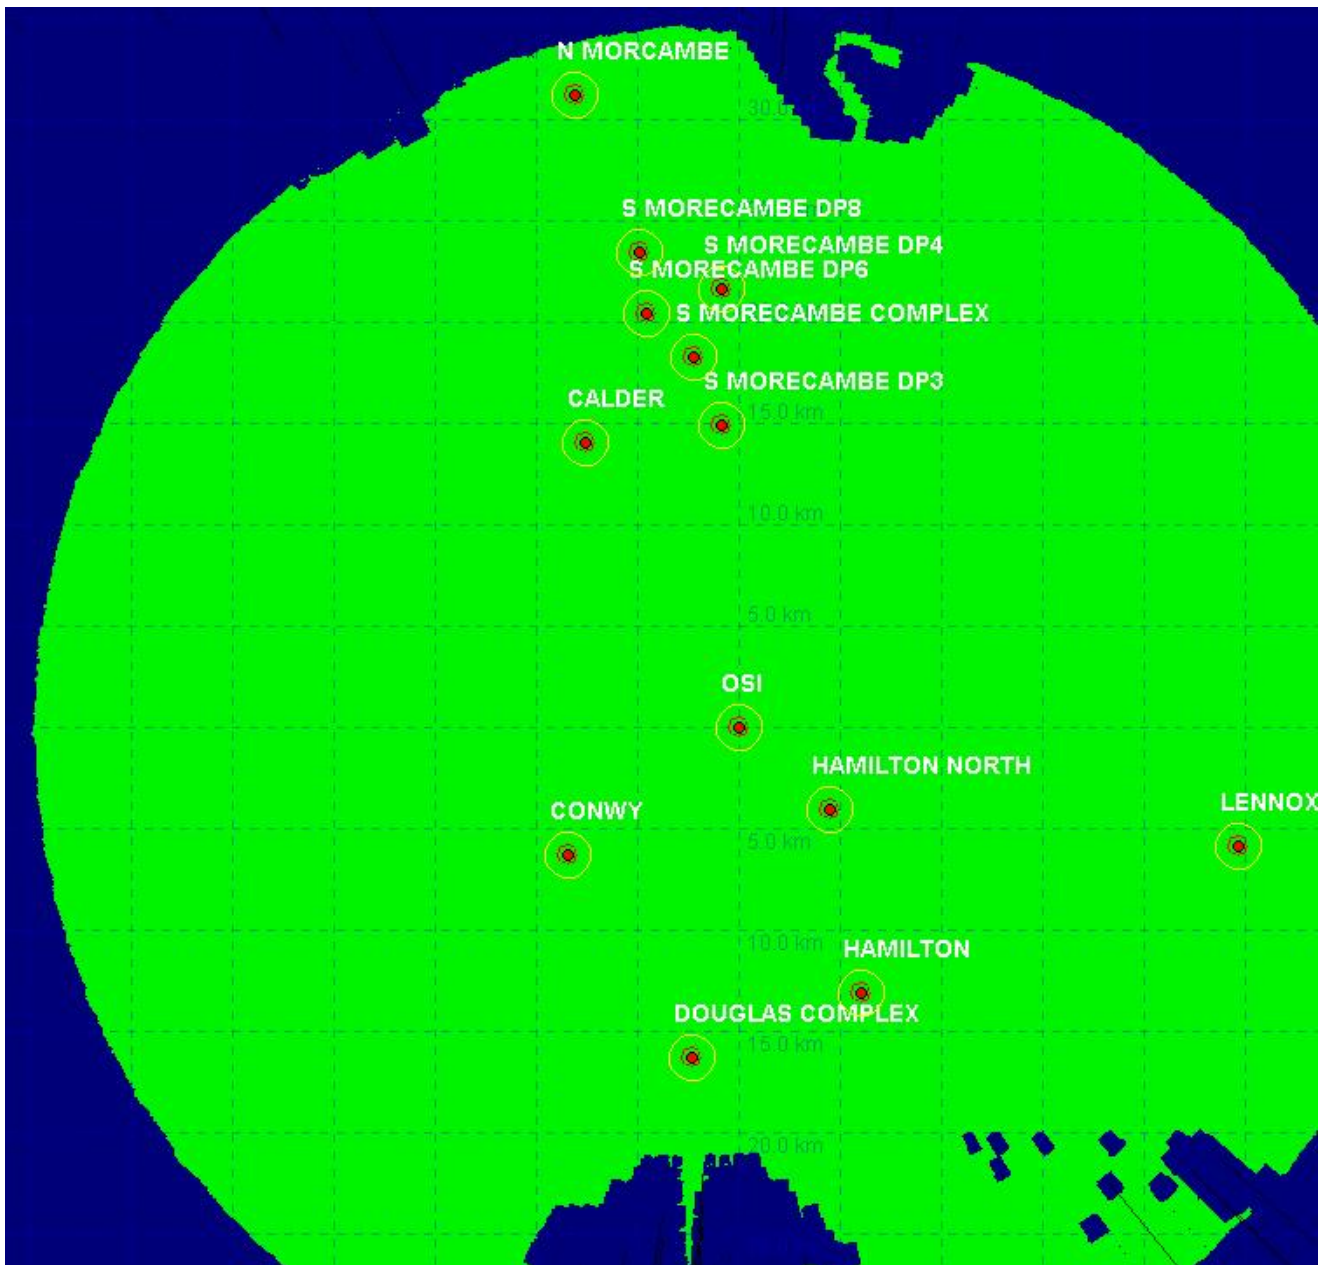 N MORCAMBE
30.0
S MORECAMBE DP8
S MORECAMBE DP4
S MORECAMBE DP6
S MORECAMBE COMPLEX
S MORECAMBE DP3
CALDER
15.0 km
10.0 km
5.0 km
OSI
HAMILTON NORTH
LENNOX
CONWY
5.0 km
10.0 km
HAMILTON
DOUGLAS COMPLEX
15.0 km
20.0 km